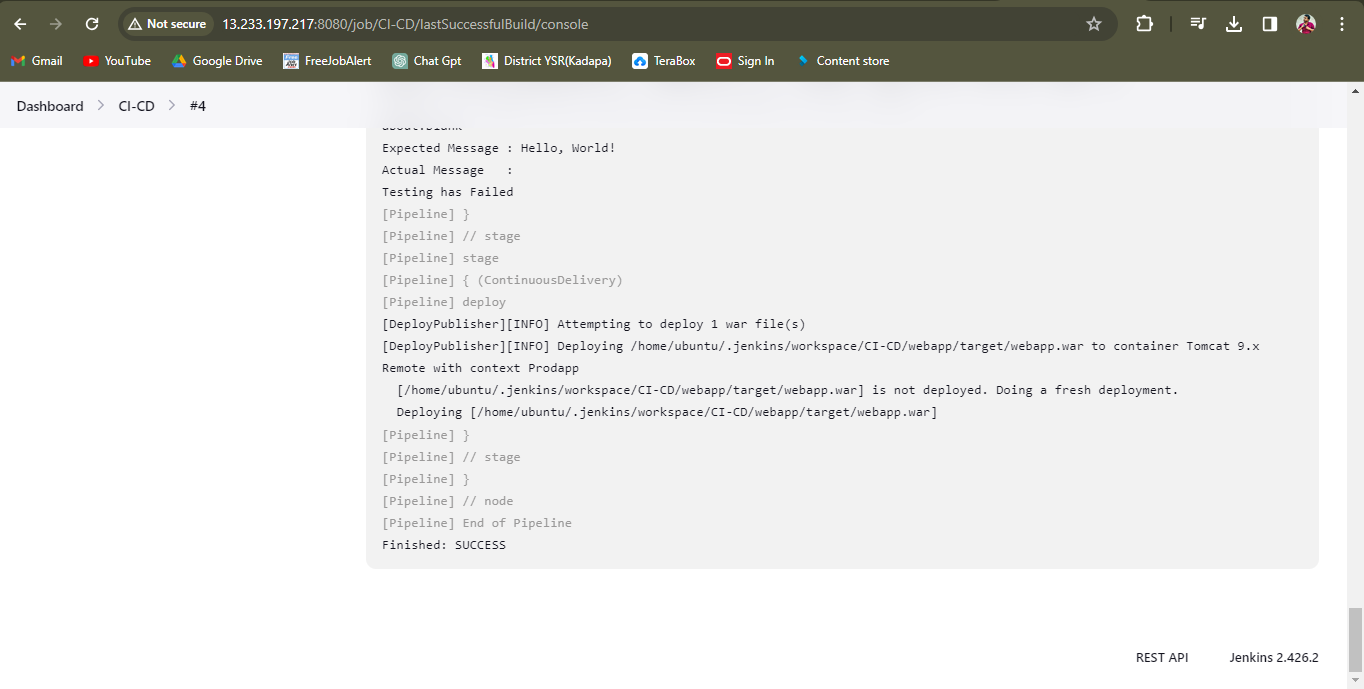 Not secure 13.233.197.217:8080/job/CI-CD/lastSuccessfulBuild/console
Gmail YouTube Google Drive FreeJobAlert Chat Gpt District YSR(Kadapa) TeraBox Sign In Content store
Dashboard CI-CD #4
about:blank
Expected Message : Hello, World!
Actual Message   :
Testing has Failed
[Pipeline] }
[Pipeline] // stage
[Pipeline] stage
[Pipeline] { (ContinuousDelivery)
[Pipeline] deploy
[DeployPublisher][INFO] Attempting to deploy 1 war file(s)
[DeployPublisher][INFO] Deploying /home/ubuntu/.jenkins/workspace/CI-CD/webapp/target/webapp.war to container Tomcat 9.x
Remote with context Prodapp
  [/home/ubuntu/.jenkins/workspace/CI-CD/webapp/target/webapp.war] is not deployed. Doing a fresh deployment.
  Deploying [/home/ubuntu/.jenkins/workspace/CI-CD/webapp/target/webapp.war]
[Pipeline] }
[Pipeline] // stage
[Pipeline] }
[Pipeline] // node
[Pipeline] End of Pipeline
Finished: SUCCESS
REST API Jenkins 2.426.2